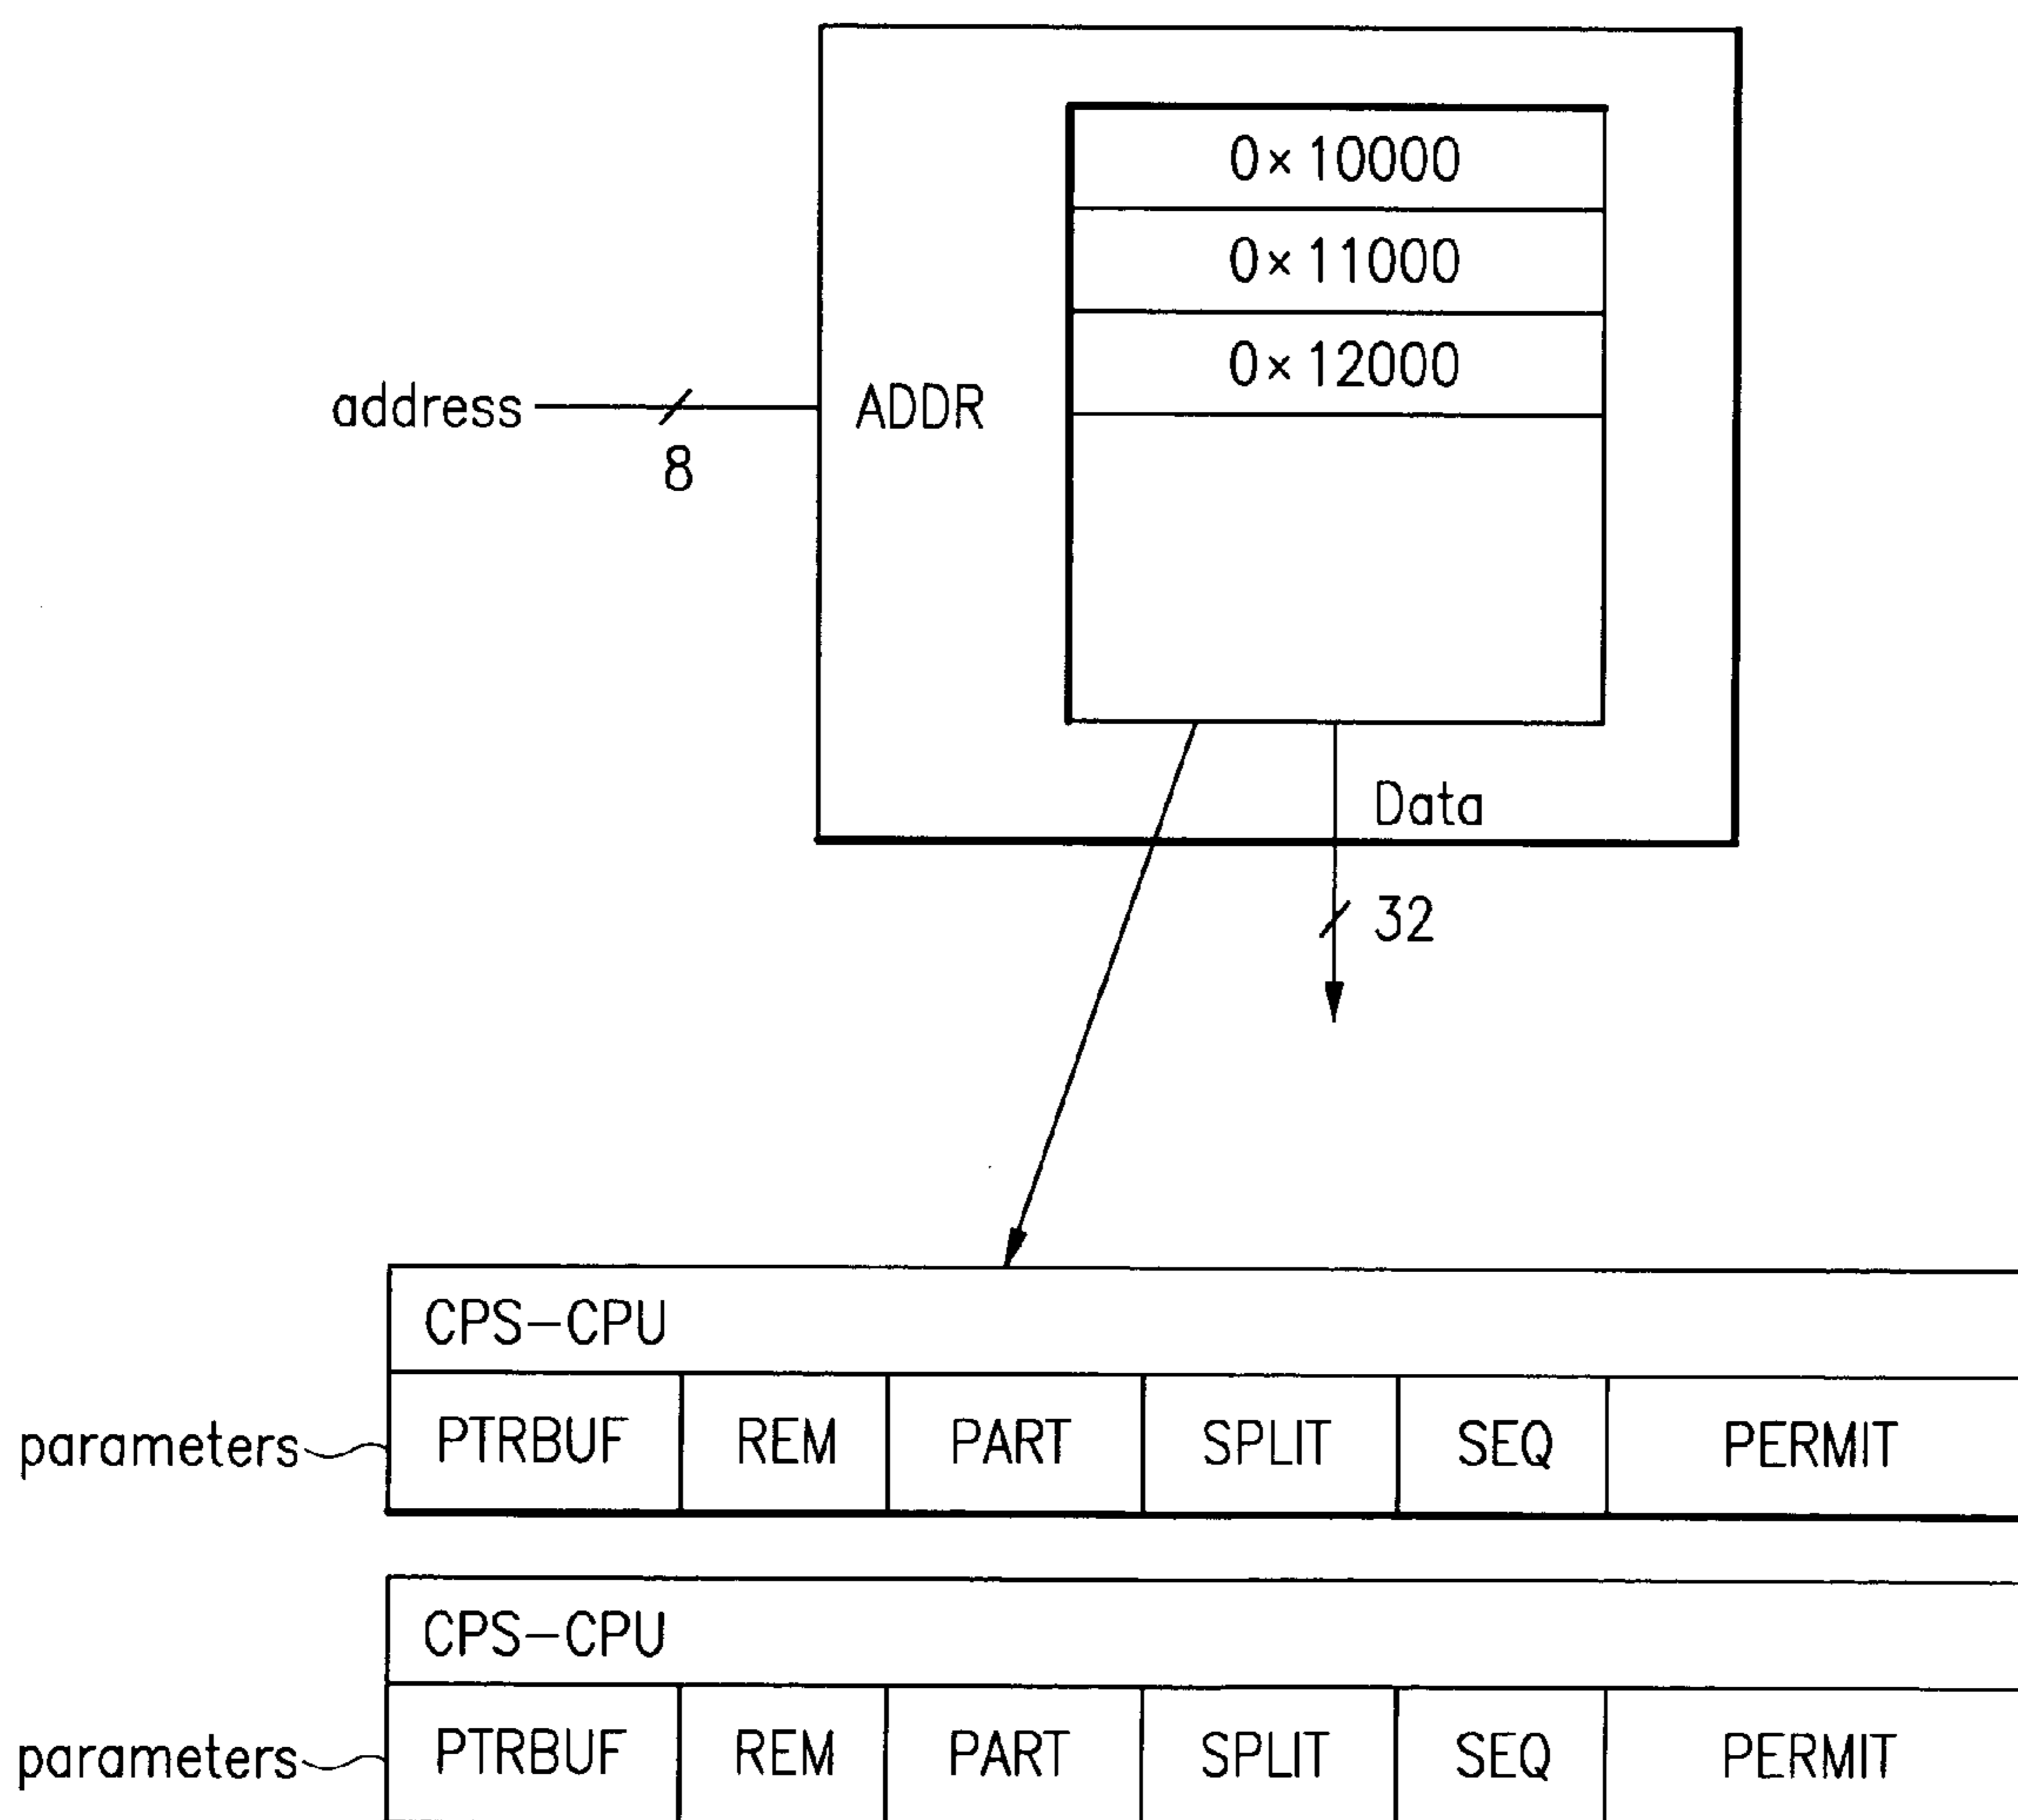 0×10000
0×11000
0×12000
address
8
ADDR
Data
32
CPS-CPU
parameters PTRBUF REM PART SPLIT SEQ PERMIT
CPS-CPU
parameters PTRBUF REM PART SPLIT SEQ PERMIT